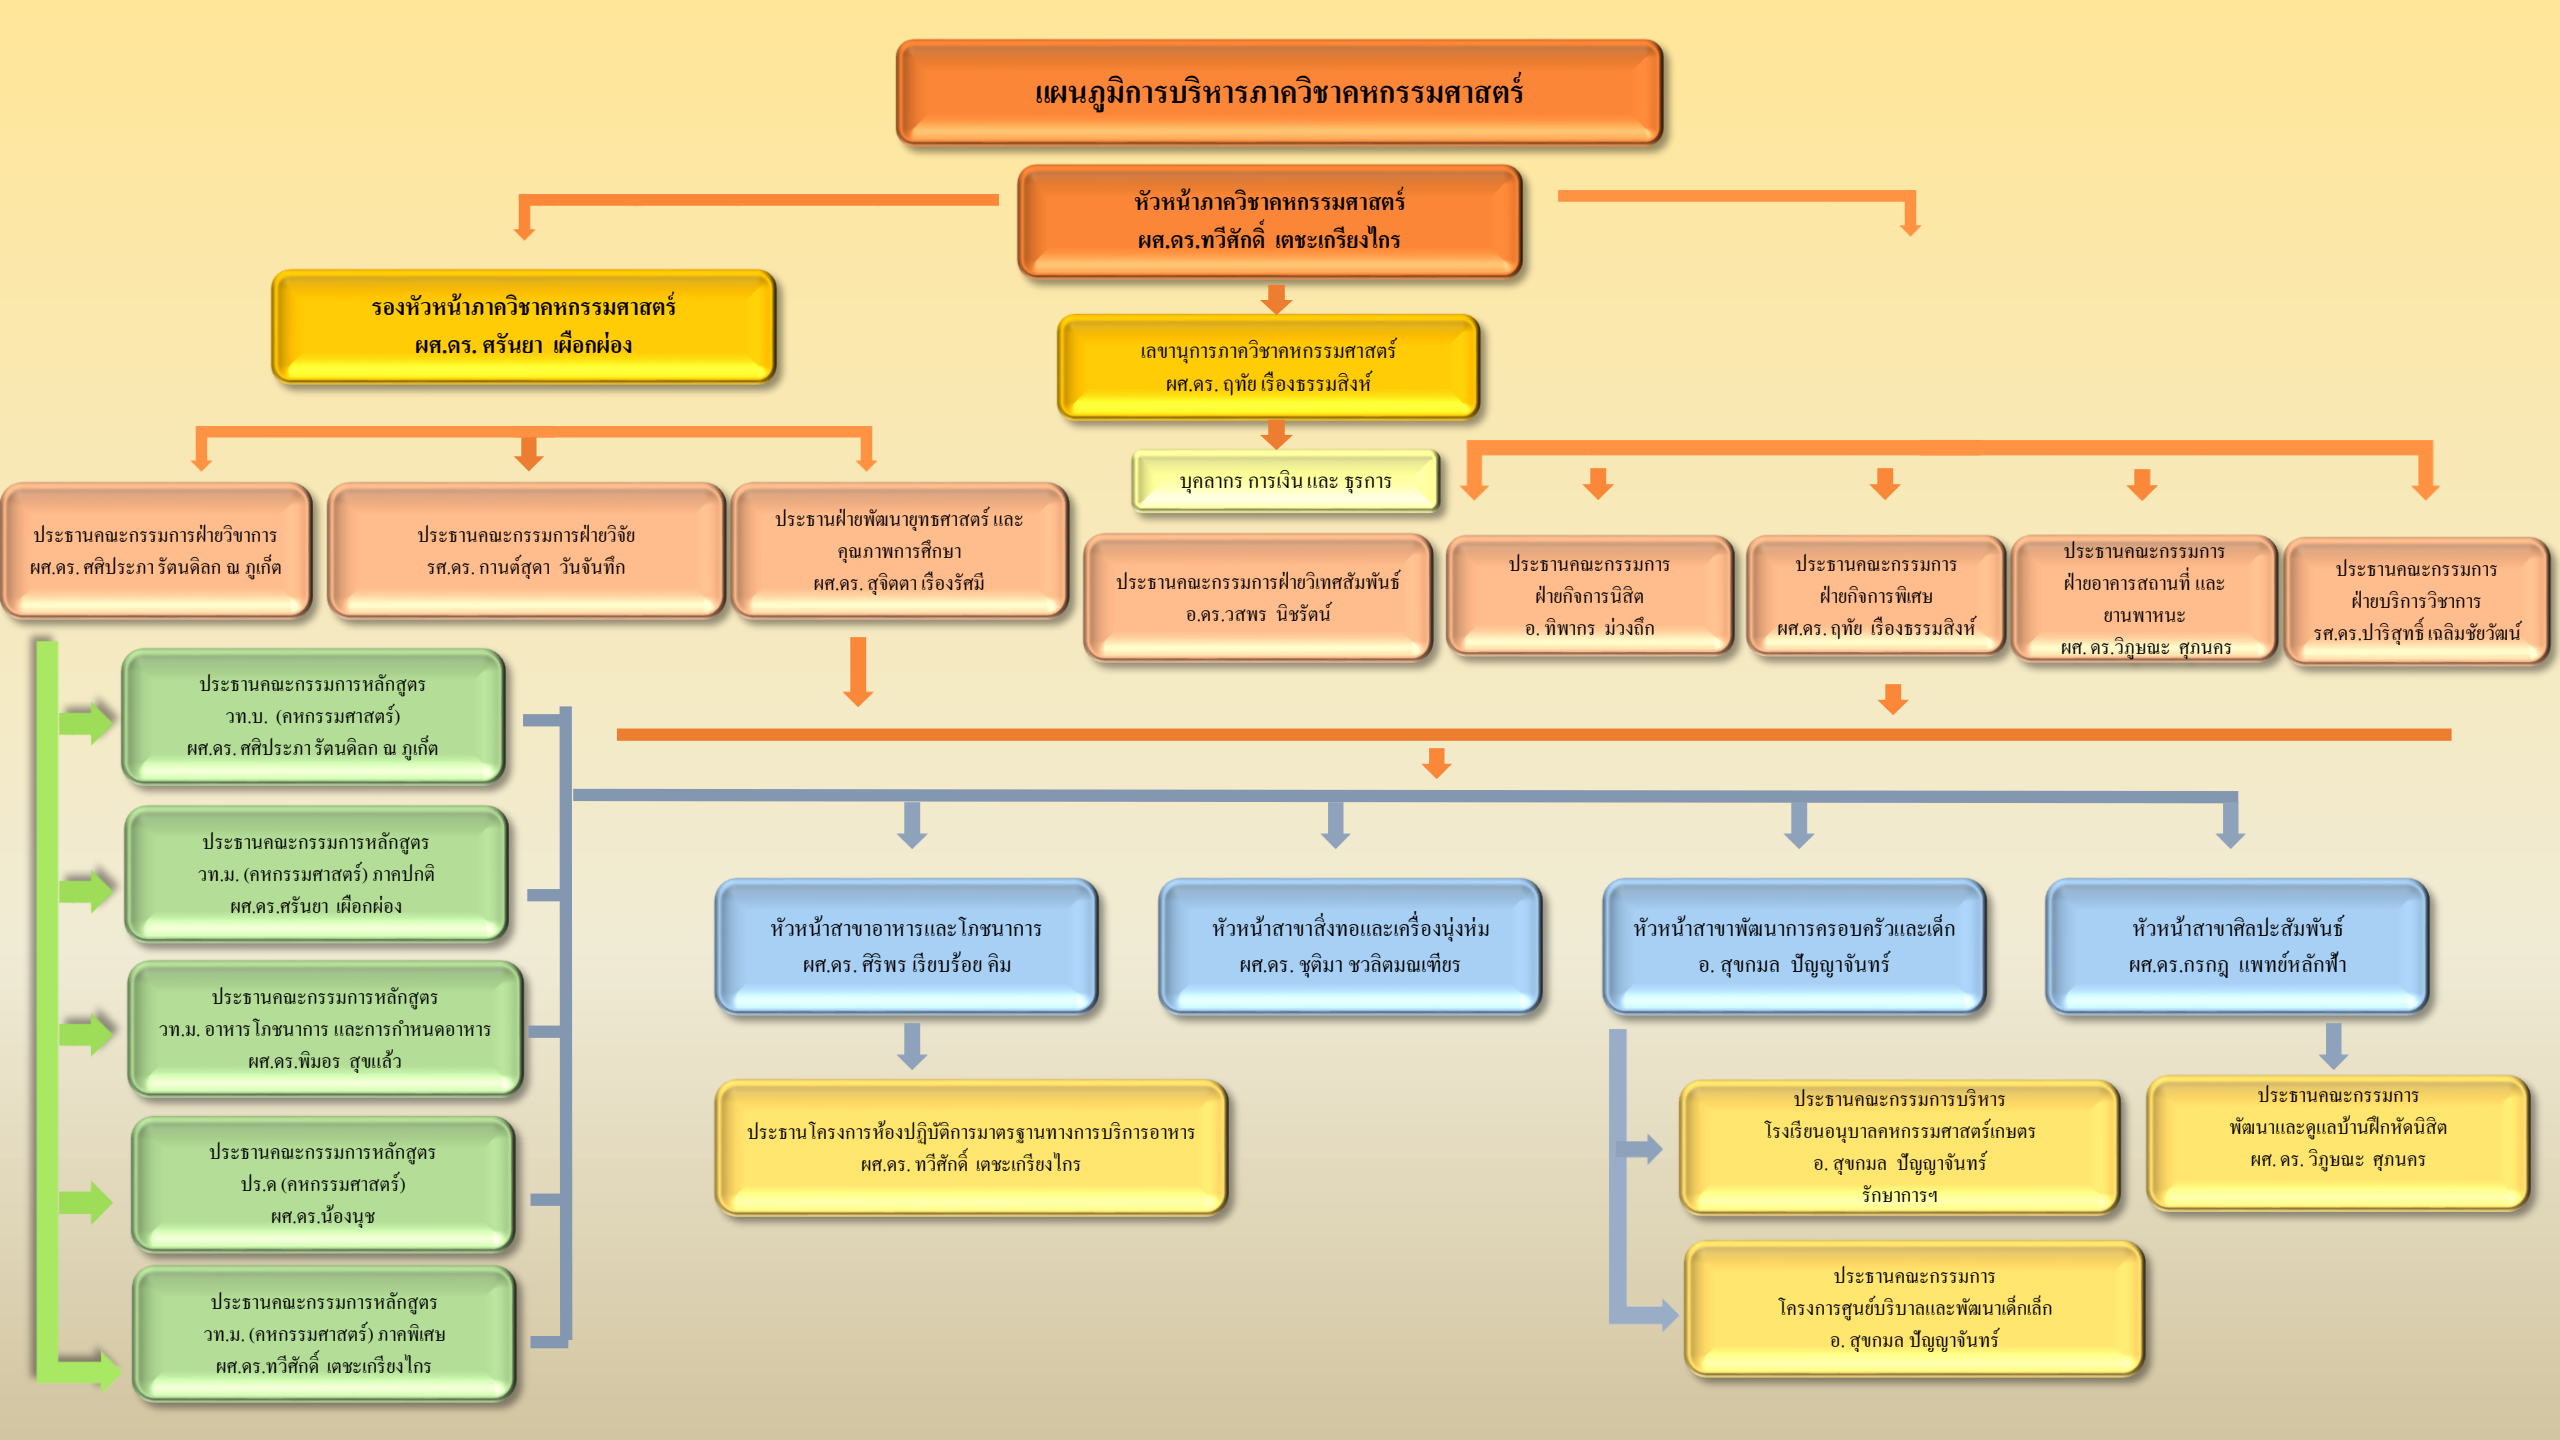 แผนภูมิการบริหารภาควิชาคหกรรมศาสตร์
หัวหน้าภาควิชาคหกรรมศาสตร์
ผศ.ดร.ทวีศักดิ์ เตชะเกรียงไกร
รองหัวหน้าภาควิชาคหกรรมศาสตร์
ผศ.ดร. ศรันยา เผือกผ่อง
เลขานุการภาควิชาคหกรรมศาสตร์
ผศ.ดร. ฤทัย เรืองธรรมสิงห์
บุคลากร การเงิน และ ธุรการ
ประธานคณะกรรมการฝ่ายวิชาการ
ผศ.ดร. ศศิประภา รัตนดิลก ณ ภูเก็ต
ประธานคณะกรรมการฝ่ายวิจัย
รศ.ดร. กานต์สุดา วันจันทึก
ประธานฝ่ายพัฒนายุทธศาสตร์ และ
คุณภาพการศึกษา
ผศ.ดร. สุจิตตา เรืองรัศมี
ประธานคณะกรรมการฝ่ายวิเทศสัมพันธ์
อ.ดร.วสพร นิชรัตน์
ประธานคณะกรรมการ
ฝ่ายกิจการนิสิต
อ. ทิพากร ม่วงถึก
ประธานคณะกรรมการ
ฝ่ายกิจการพิเศษ
ผศ.ดร. ฤทัย เรืองธรรมสิงห์
ประธานคณะกรรมการ
ฝ่ายอาคารสถานที่ และ
ยานพาหนะ
ผศ. ดร.วิภูษณะ ศุภนคร
ประธานคณะกรรมการ
ฝ่ายบริการวิชาการ
รศ.ดร.ปาริสุทธิ์ เฉลิมชัยวัฒน์
ประธานคณะกรรมการหลักสูตร
วท.บ. (คหกรรมศาสตร์)
ผศ.ดร. ศศิประภา รัตนดิลก ณ ภูเก็ต
ประธานคณะกรรมการหลักสูตร
วท.ม. (คหกรรมศาสตร์) ภาคปกติ
ผศ.ดร.ศรันยา เผือกผ่อง
ประธานคณะกรรมการหลักสูตร
วท.ม. อาหาร โภชนาการ และการกำหนดอาหาร
ผศ.ดร.พิมอร สุขแล้ว
ประธานคณะกรรมการหลักสูตร
ปร.ด (คหกรรมศาสตร์)
ผศ.ดร.น้องนุช
ประธานคณะกรรมการหลักสูตร
วท.ม. (คหกรรมศาสตร์) ภาคพิเศษ
ผศ.ดร.ทวีศักดิ์ เตชะเกรียงไกร
หัวหน้าสาขาอาหารและโภชนาการ
ผศ.ดร. ศิริพร เรียบร้อย คิม
หัวหน้าสาขาสิ่งทอและเครื่องนุ่งห่ม
ผศ.ดร. ชุติมา ชวลิตมณเฑียร
หัวหน้าสาขาพัฒนาการครอบครัวและเด็ก
อ. สุขกมล ปัญญาจันทร์
หัวหน้าสาขาศิลปะสัมพันธ์
ผศ.ดร.กรกฎ แพทย์หลักฟ้า
ประธานโครงการห้องปฏิบัติการมาตรฐานทางการบริการอาหาร
ผศ.ดร. ทวีศักดิ์ เตชะเกรียงไกร
ประธานคณะกรรมการบริหาร
โรงเรียนอนุบาลคหกรรมศาสตร์เกษตร
อ. สุขกมล ปัญญาจันทร์
รักษาการฯ
ประธานคณะกรรมการ
พัฒนาและดูแลบ้านฝึกหัดนิสิต
ผศ. ดร. วิภูษณะ ศุภนคร
ประธานคณะกรรมการ
โครงการศูนย์บริบาลและพัฒนาเด็กเล็ก
อ. สุขกมล ปัญญาจันทร์